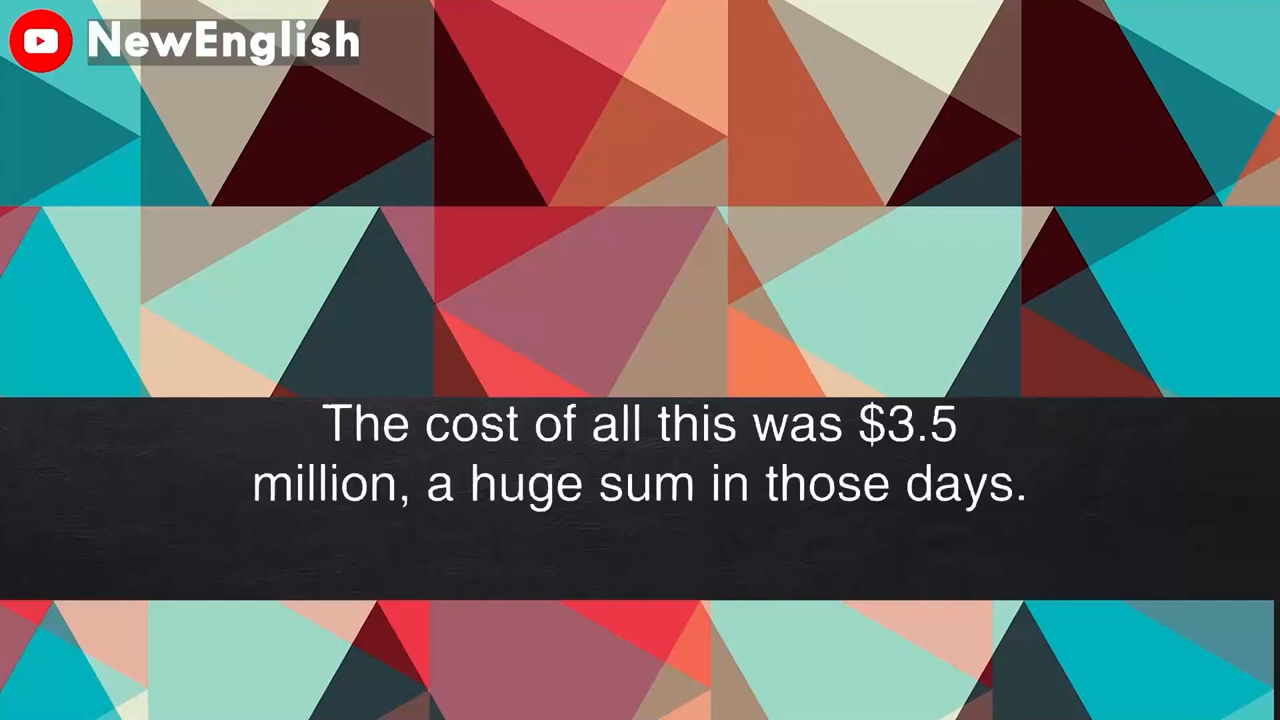 NewEnglish
The cost of all this was $3.5
million, a huge sum in those days.